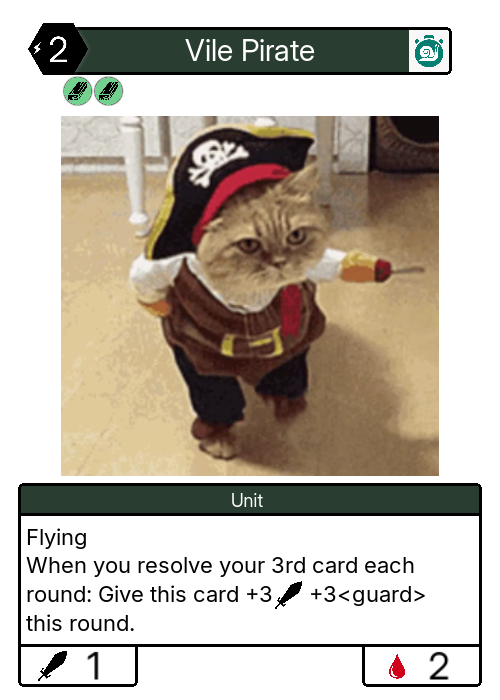 2
Vile Pirate
Unit
Flying
When you resolve your 3rd card each
round: Give this card +3 +3<guard>
this round.
1
2